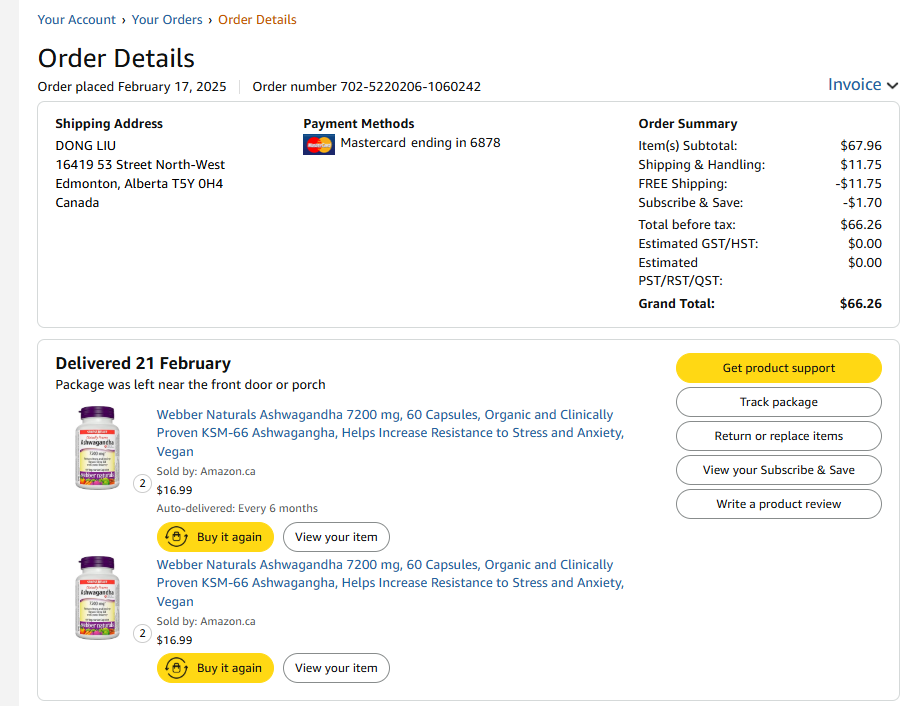 Your Account › Your Orders › Order Details
Order Details
Order placed February 17, 2025 Order number 702-5220206-1060242
Invoice
Shipping Address
DONG LIU
16419 53 Street North-West
Edmonton, Alberta T5Y 0H4
Canada
Payment Methods
Mastercard ending in 6878
Order Summary
Item(s) Subtotal: $67.96
Shipping & Handling: $11.75
FREE Shipping: -$11.75
Subscribe & Save: -$1.70
Total before tax: $66.26
Estimated GST/HST: $0.00
Estimated $0.00
PST/RST/QST:
Grand Total: $66.26
Delivered 21 February
Package was left near the front door or porch
Webber Naturals Ashwagandha 7200 mg, 60 Capsules, Organic and Clinically
Proven KSM-66 Ashwagandha, Helps Increase Resistance to Stress and Anxiety,
Vegan
Sold by: Amazon.ca
2
$16.99
Auto-delivered: Every 6 months
Buy it again
View your item
Webber Naturals Ashwagandha 7200 mg, 60 Capsules, Organic and Clinically
Proven KSM-66 Ashwagandha, Helps Increase Resistance to Stress and Anxiety,
Vegan
Sold by: Amazon.ca
2
$16.99
Buy it again
View your item
Get product support
Track package
Return or replace items
View your Subscribe & Save
Write a product review